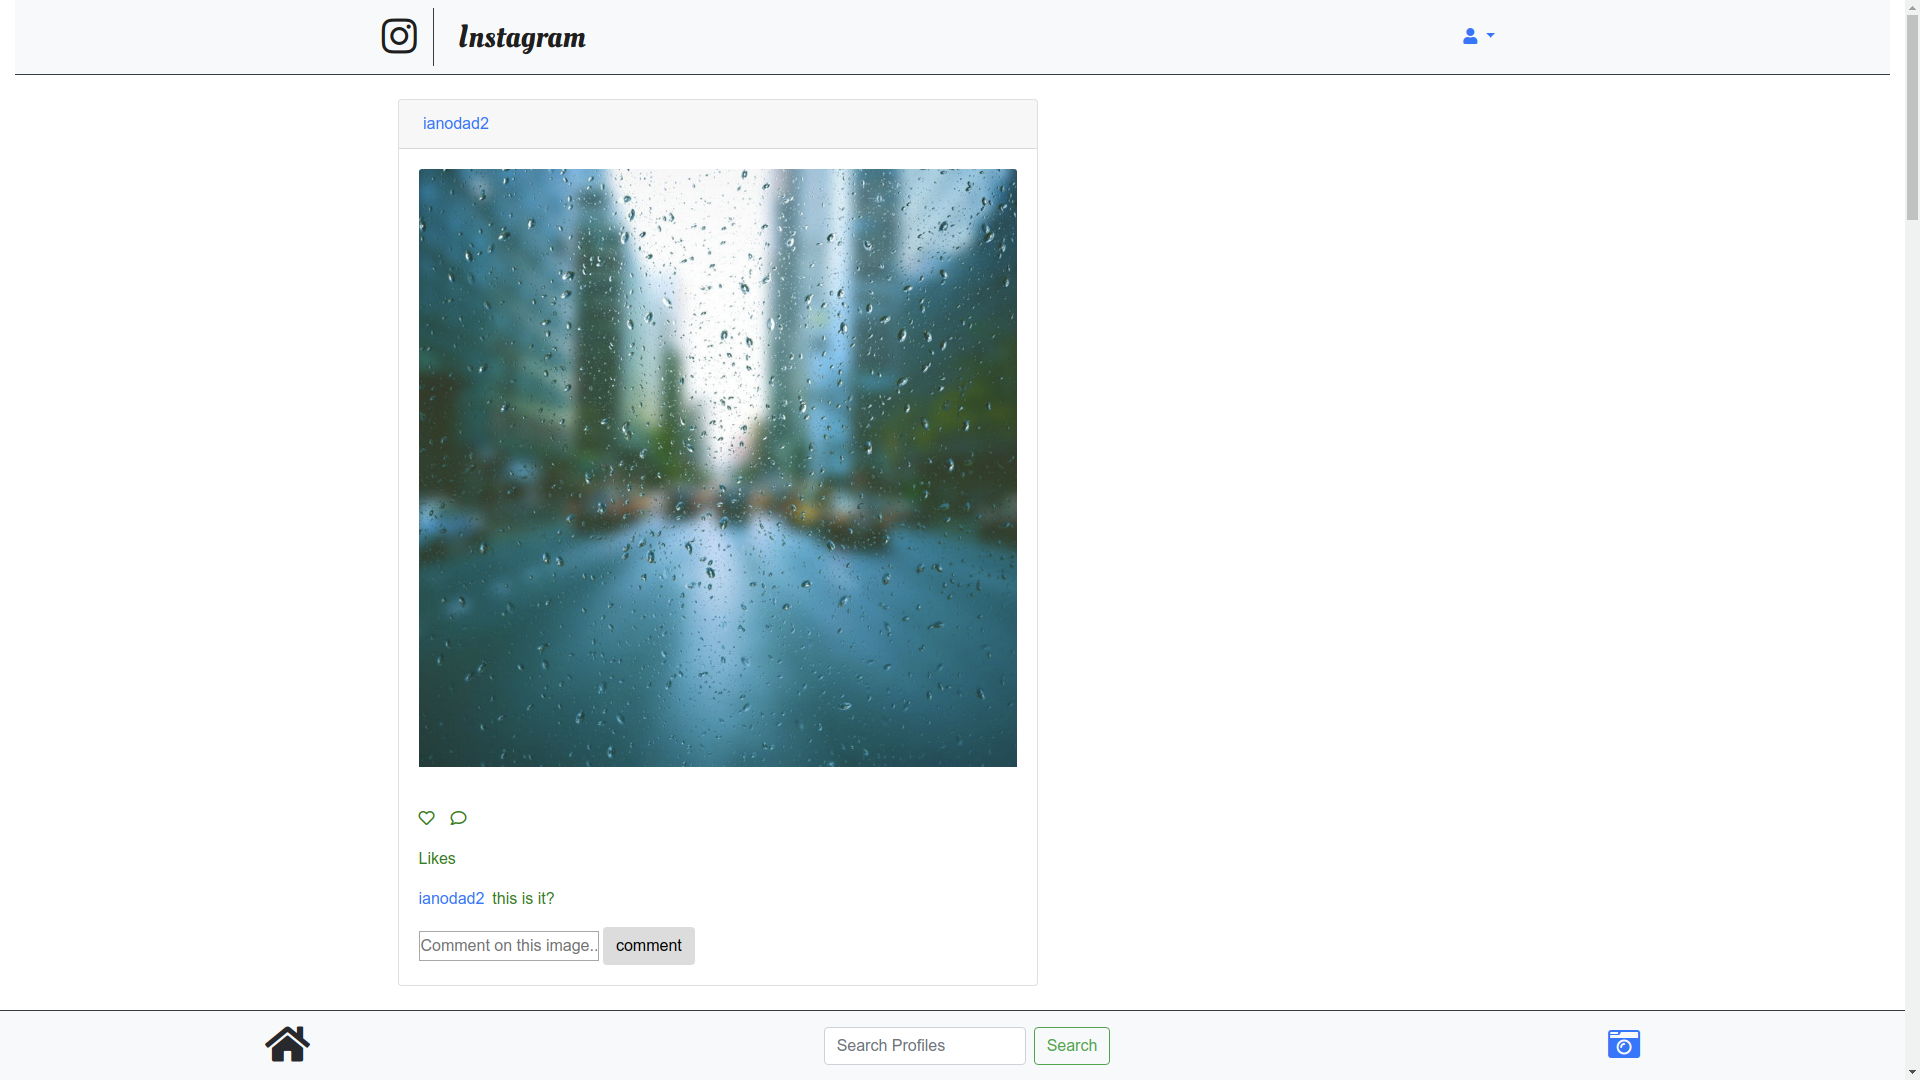 Instagram
ianodad2
Likes
ianodad2 this is it?
Comment on this image..
comment
Search Profiles
Search